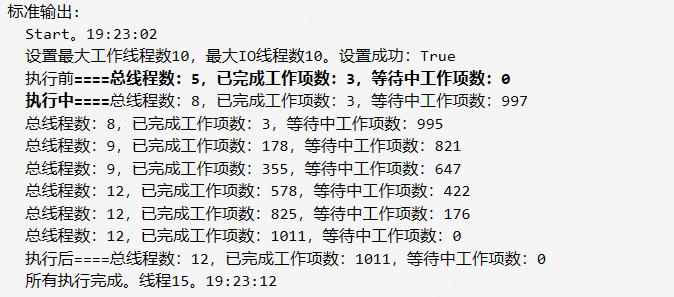 标准输出:
Start。19:23:02
设置最大工作线程数10，最大IO线程数10。设置成功：True
执行前====总线程数：5，已完成工作项数：3，等待中工作项数：0
执行中====总线程数：8，已完成工作项数：3，等待中工作项数：997
总线程数：8，已完成工作项数：3，等待中工作项数：995
总线程数：9，已完成工作项数：178，等待中工作项数：821
总线程数：9，已完成工作项数：355，等待中工作项数：647
总线程数：12，已完成工作项数：578，等待中工作项数：422
总线程数：12，已完成工作项数：825，等待中工作项数：176
总线程数：12，已完成工作项数：1011，等待中工作项数：0
执行后====总线程数：12，已完成工作项数：1011，等待中工作项数：0
所有执行完成。线程15。19:23:12